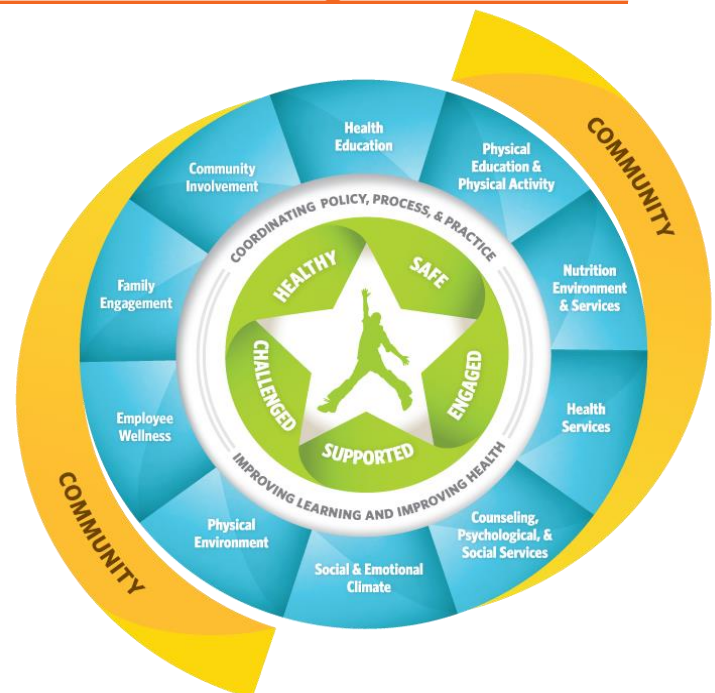 COMMUNITY
Health
Education
Physical
Education &
Physical Activity
Nutrition
Environment
& Services
Health
Services
Counseling,
Psychological, &
Social Services
Social & Emotional
Climate
Physical
Environment
Employee
Wellness
Family
Engagement
Community
Involvement
COORDINATING POLICY, PROCESS, & PRACTICE
IMPROVING LEARNING AND IMPROVING HEALTH
HEALTHY
SAFE
ENGAGED
SUPPORTED
CHALLENGED
COMMUNITY